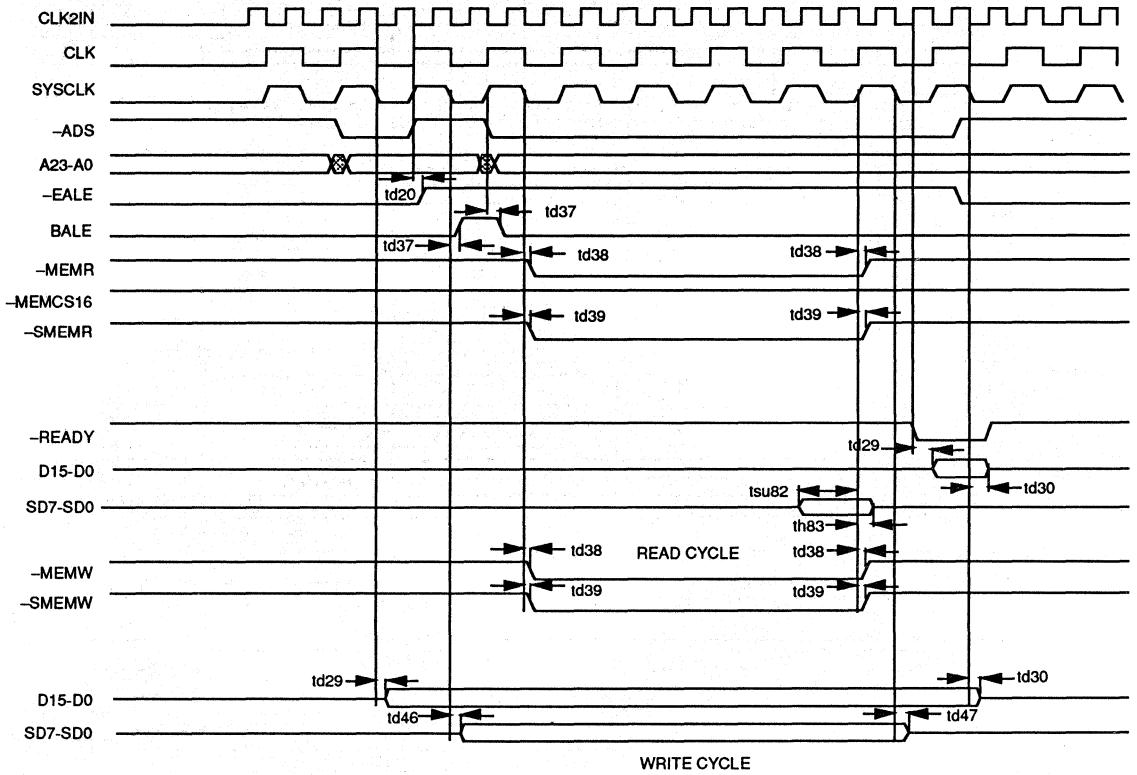 CLK2IN
CLK
SYSCLK
–ADS
A23-A0
td20
–EALE
td37
BALE
td37
td38
td38
–MEMR
–MEMCS16
td39
td39
–SMEMR
–READY
td29
D15-D0
td30
tsu82
SD7-SD0
th83
td38
READ CYCLE
td38
–MEMW
td39
td39
–SMEMW
td29
td30
D15-D0
td46
td47
SD7-SD0
WRITE CYCLE